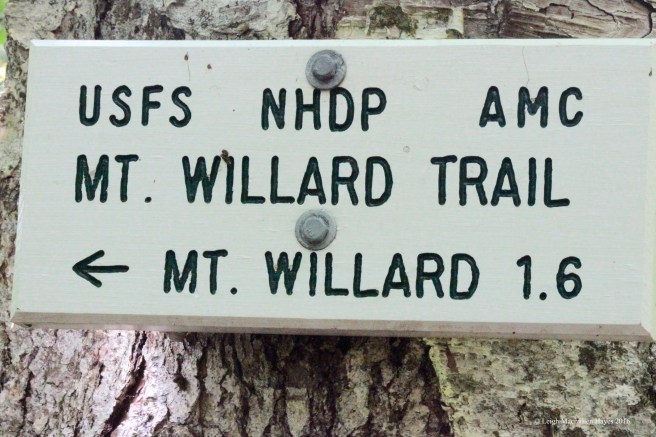 USFS NHDP AMC
MT. WILLARD TRAIL
← MT. WILLARD 1.6